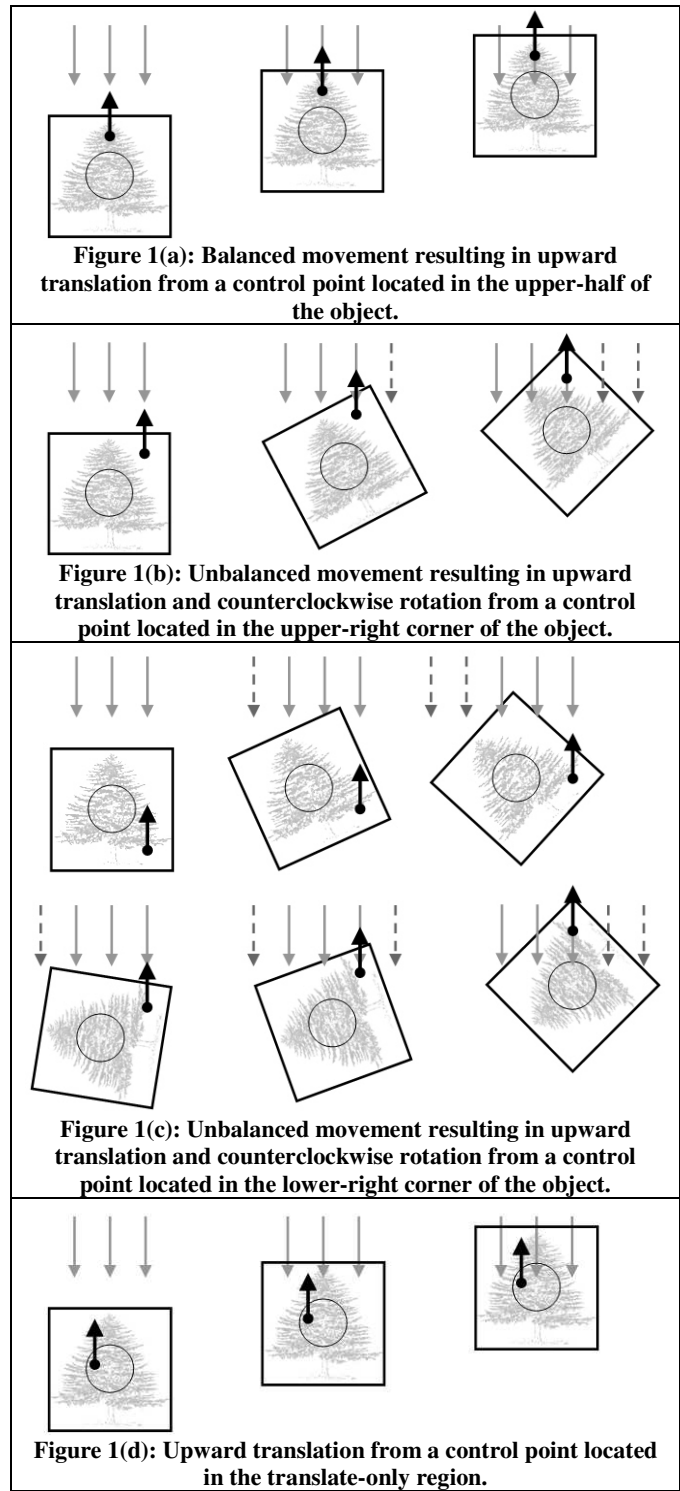 Figure 1(a): Balanced movement resulting in upward
translation from a control point located in the upper-half of
the object.
Figure 1(b): Unbalanced movement resulting in upward
translation and counterclockwise rotation from a control
point located in the upper-right corner of the object.
Figure 1(c): Unbalanced movement resulting in upward
translation and counterclockwise rotation from a control
point located in the lower-right corner of the object.
Figure 1(d): Upward translation from a control point located
in the translate-only region.